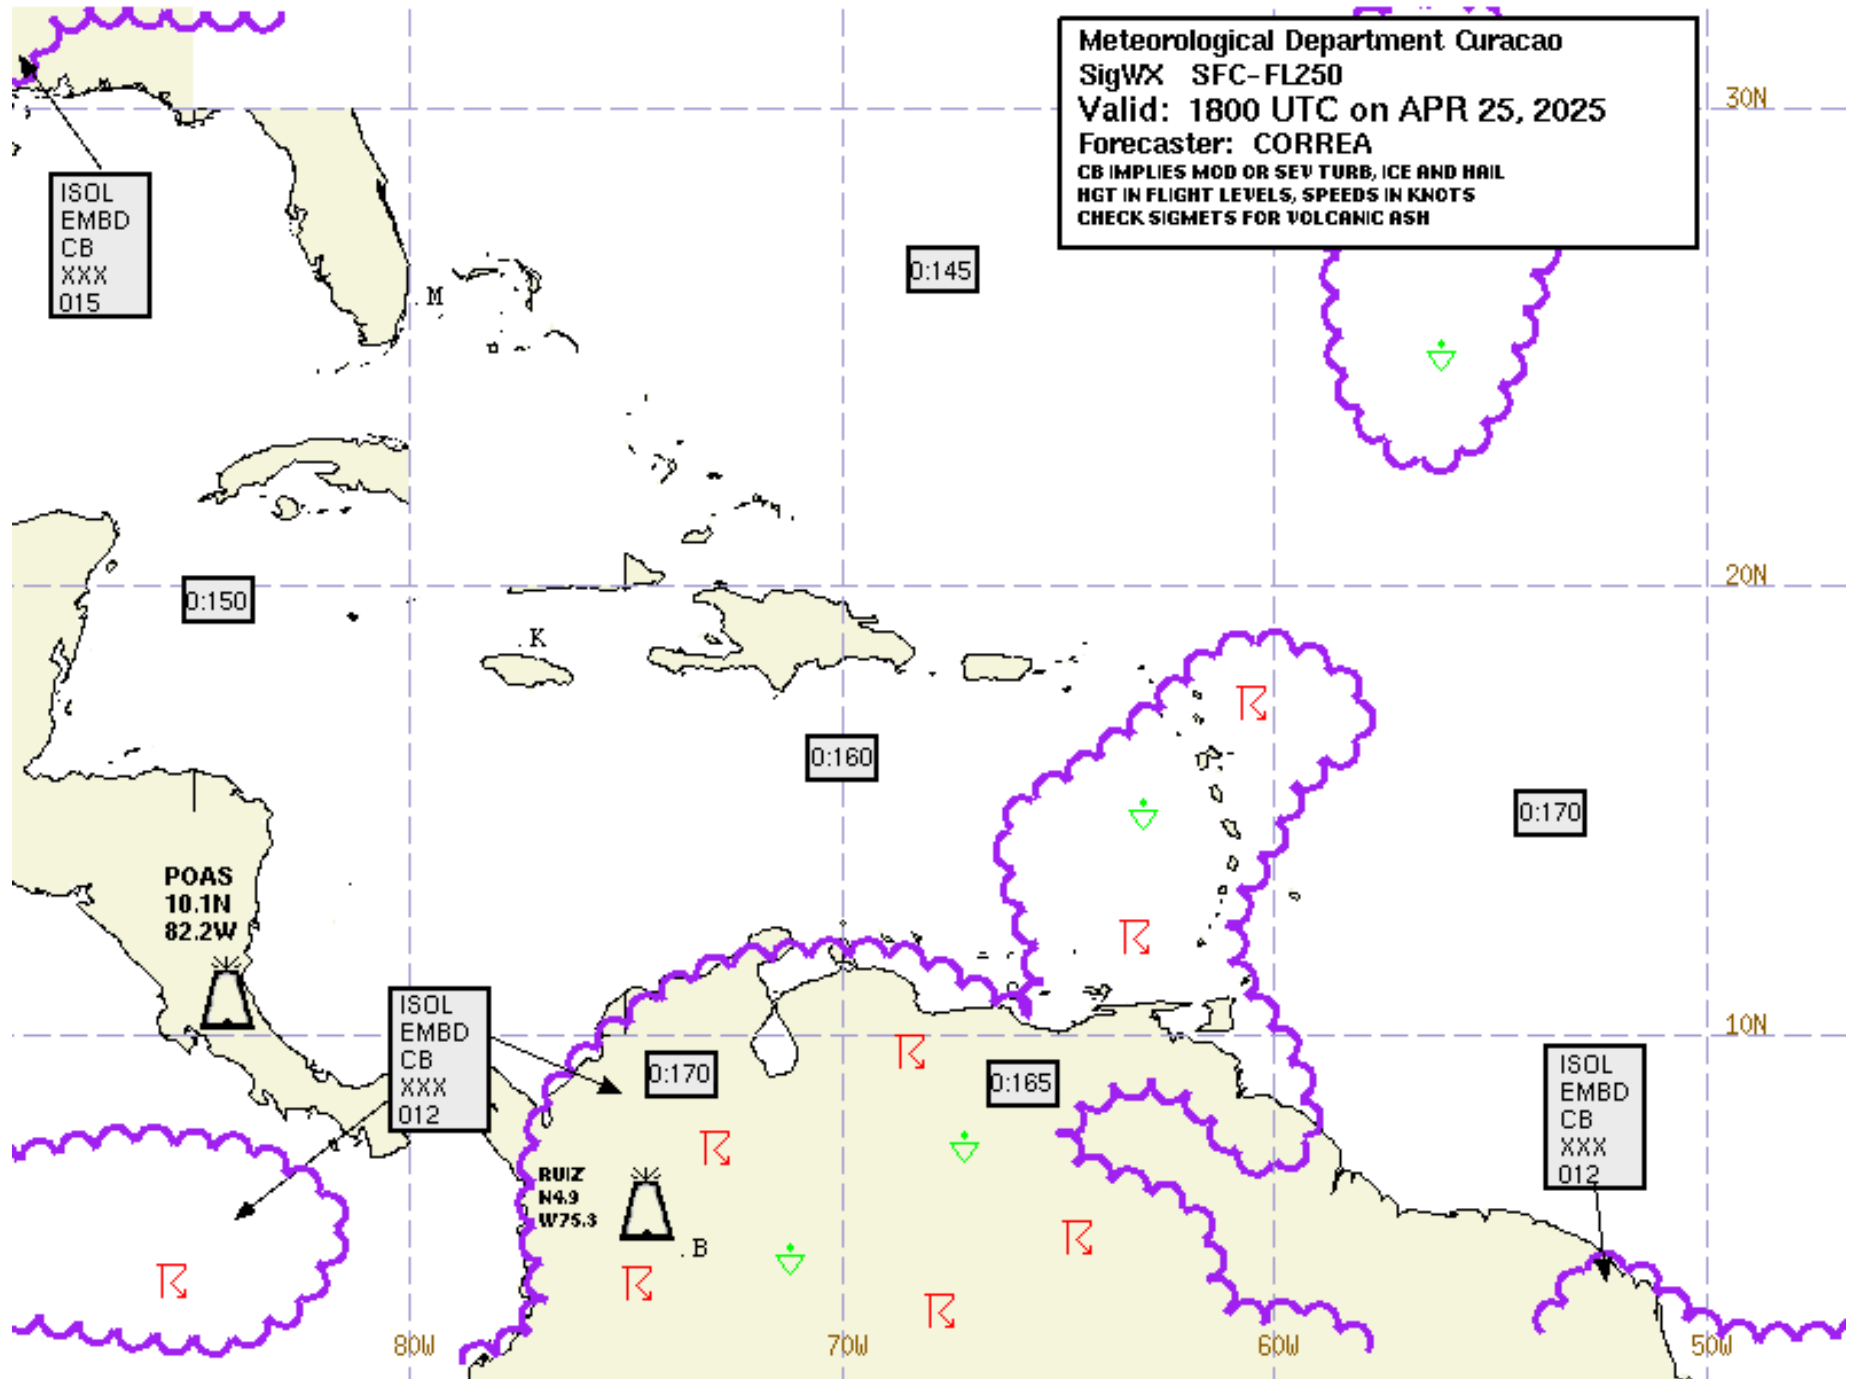 Meteorological Department Curacao
SigWX SFC-FL250
Valid: 1800 UTC on APR 25, 2025
Forecaster: CORREA
CB IMPLIES MOD OR SEV TURB, ICE AND HAIL
HGT IN FLIGHT LEVELS, SPEEDS IN KNOTS
CHECK SIGMETS FOR VOLCANIC ASH
30N
ISOL
EMBD
CB
XXX
015
0:145
M
20N
0:150
K
0:160
0:170
POAS
10.1N
82.2W
ISOL
EMBD
CB
XXX
012
10N
0:170
0:165
ISOL
EMBD
CB
XXX
012
RUIZ
N4.9
W75.3
B
80W
70W
60W
50W